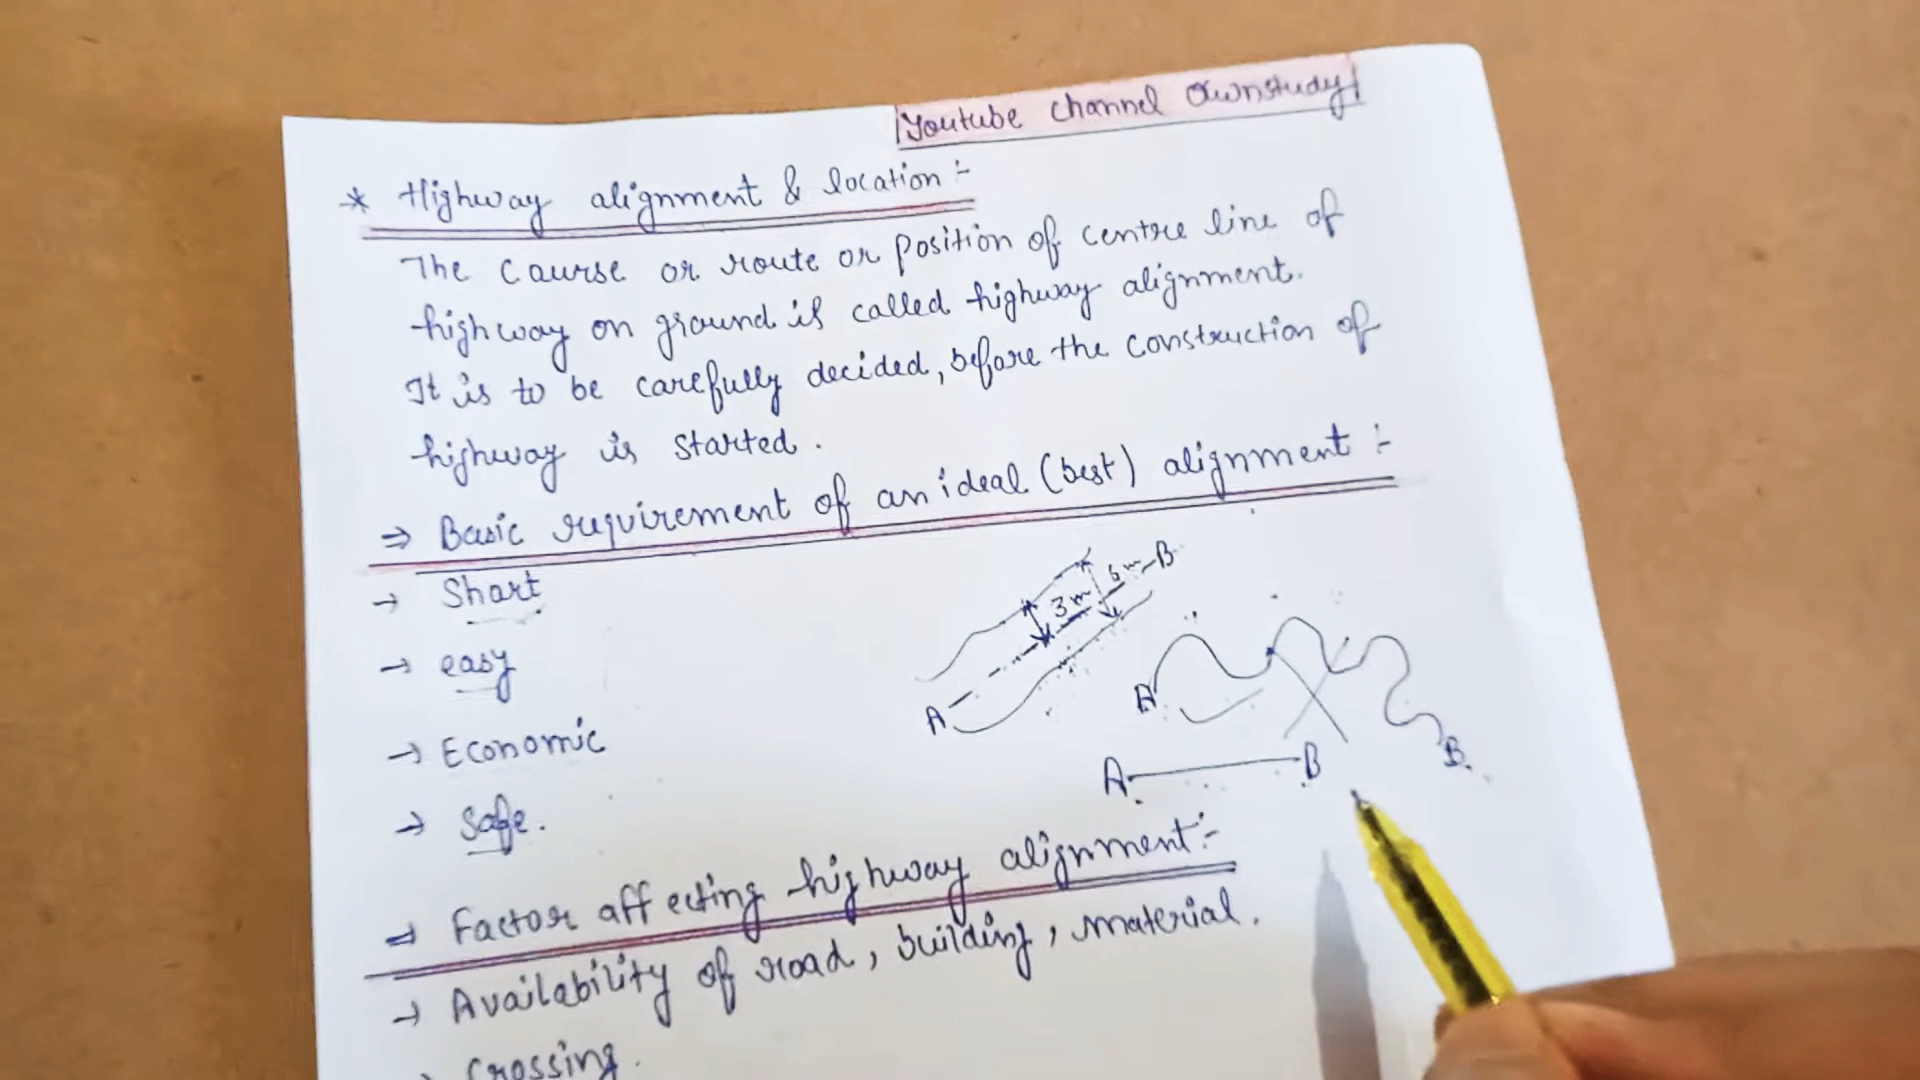 Youtube channel Ownstudy
* Highway alignment & location :-
The Caurse or route or position of centre line of
highway on ground is called highway alignment.
It is to be carefully decided, before the construction of
highway is started.
⇒ Basic requirement of an ideal (best) alignment :-
→ Short
→ easy
→ Economic
→ Safe.
A 3m 6m B
A B
A B
⇒ Factor affecting highway alignment :-
→ Availability of road, building, material.
Crossing.